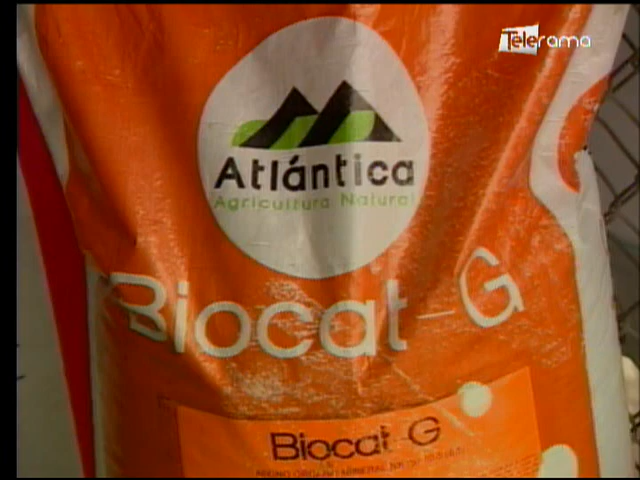 Telerama
Atlántica
Agricultura Natural
Biocat-G
Biocat-G